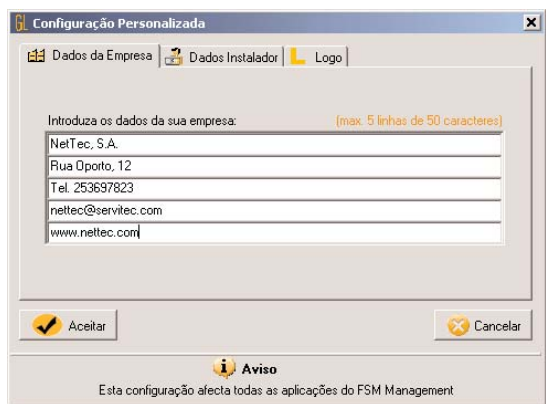 GL Configuração Personalizada
Dados da Empresa Dados Instalador L Logo
Introduza os dados da sua empresa: (max. 5 linhas de 50 caracteres)
NetTec, S.A.
Rua Oporto, 12
Tel. 253697823
nettec@servitec.com
www.nettec.com
Aceitar Cancelar
Aviso
Esta configuração afecta todas as aplicações do FSM Management